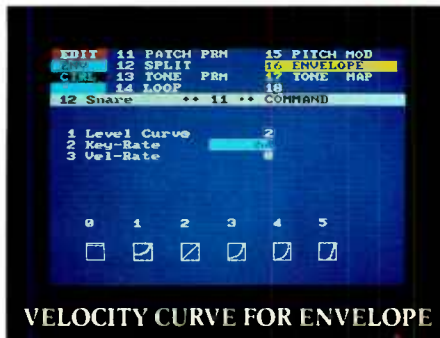 EDIT 11 PATCH PRM 15 PITCH MOD
12 SPLIT 16 ENVELOPE
CTRL 13 TONE PRM 17 TONE MAP
14 LOOP 18
12 Snare ** 11 ** COMMAND
1 Level Curve 2
2 Key-Rate
3 Vel-Rate 0
0 1 2 3 4 5
VELOCITY CURVE FOR ENVELOPE